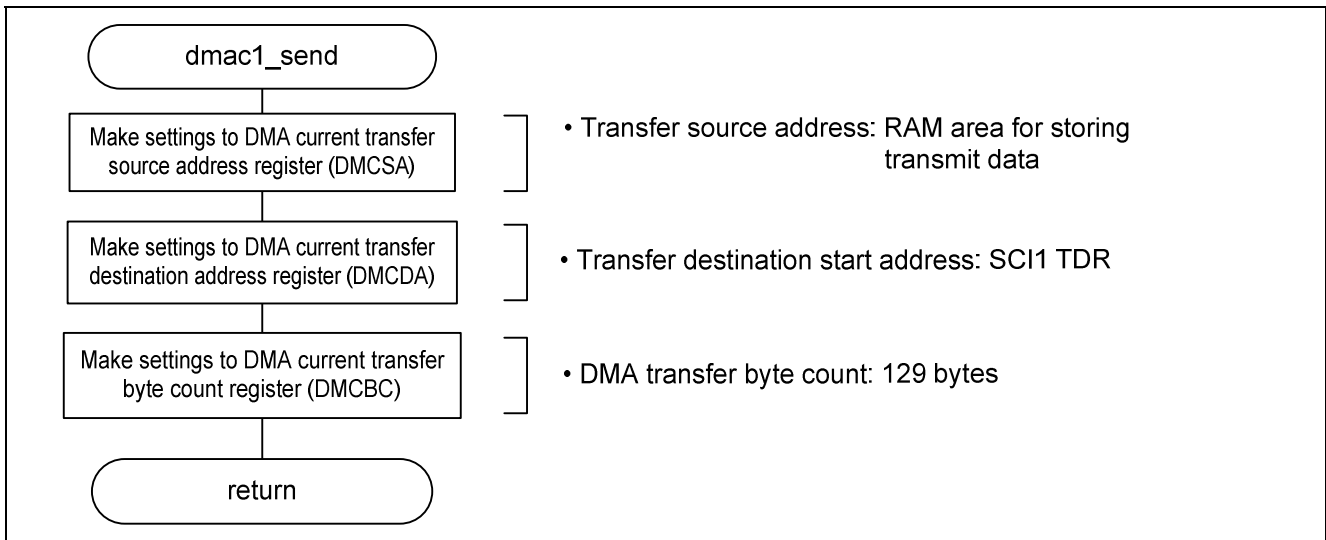 dmac1_send
Make settings to DMA current transfer
source address register (DMCSA)
• Transfer source address: RAM area for storing
transmit data
Make settings to DMA current transfer
destination address register (DMCDA)
• Transfer destination start address: SCI1 TDR
Make settings to DMA current transfer
byte count register (DMCBC)
• DMA transfer byte count: 129 bytes
return